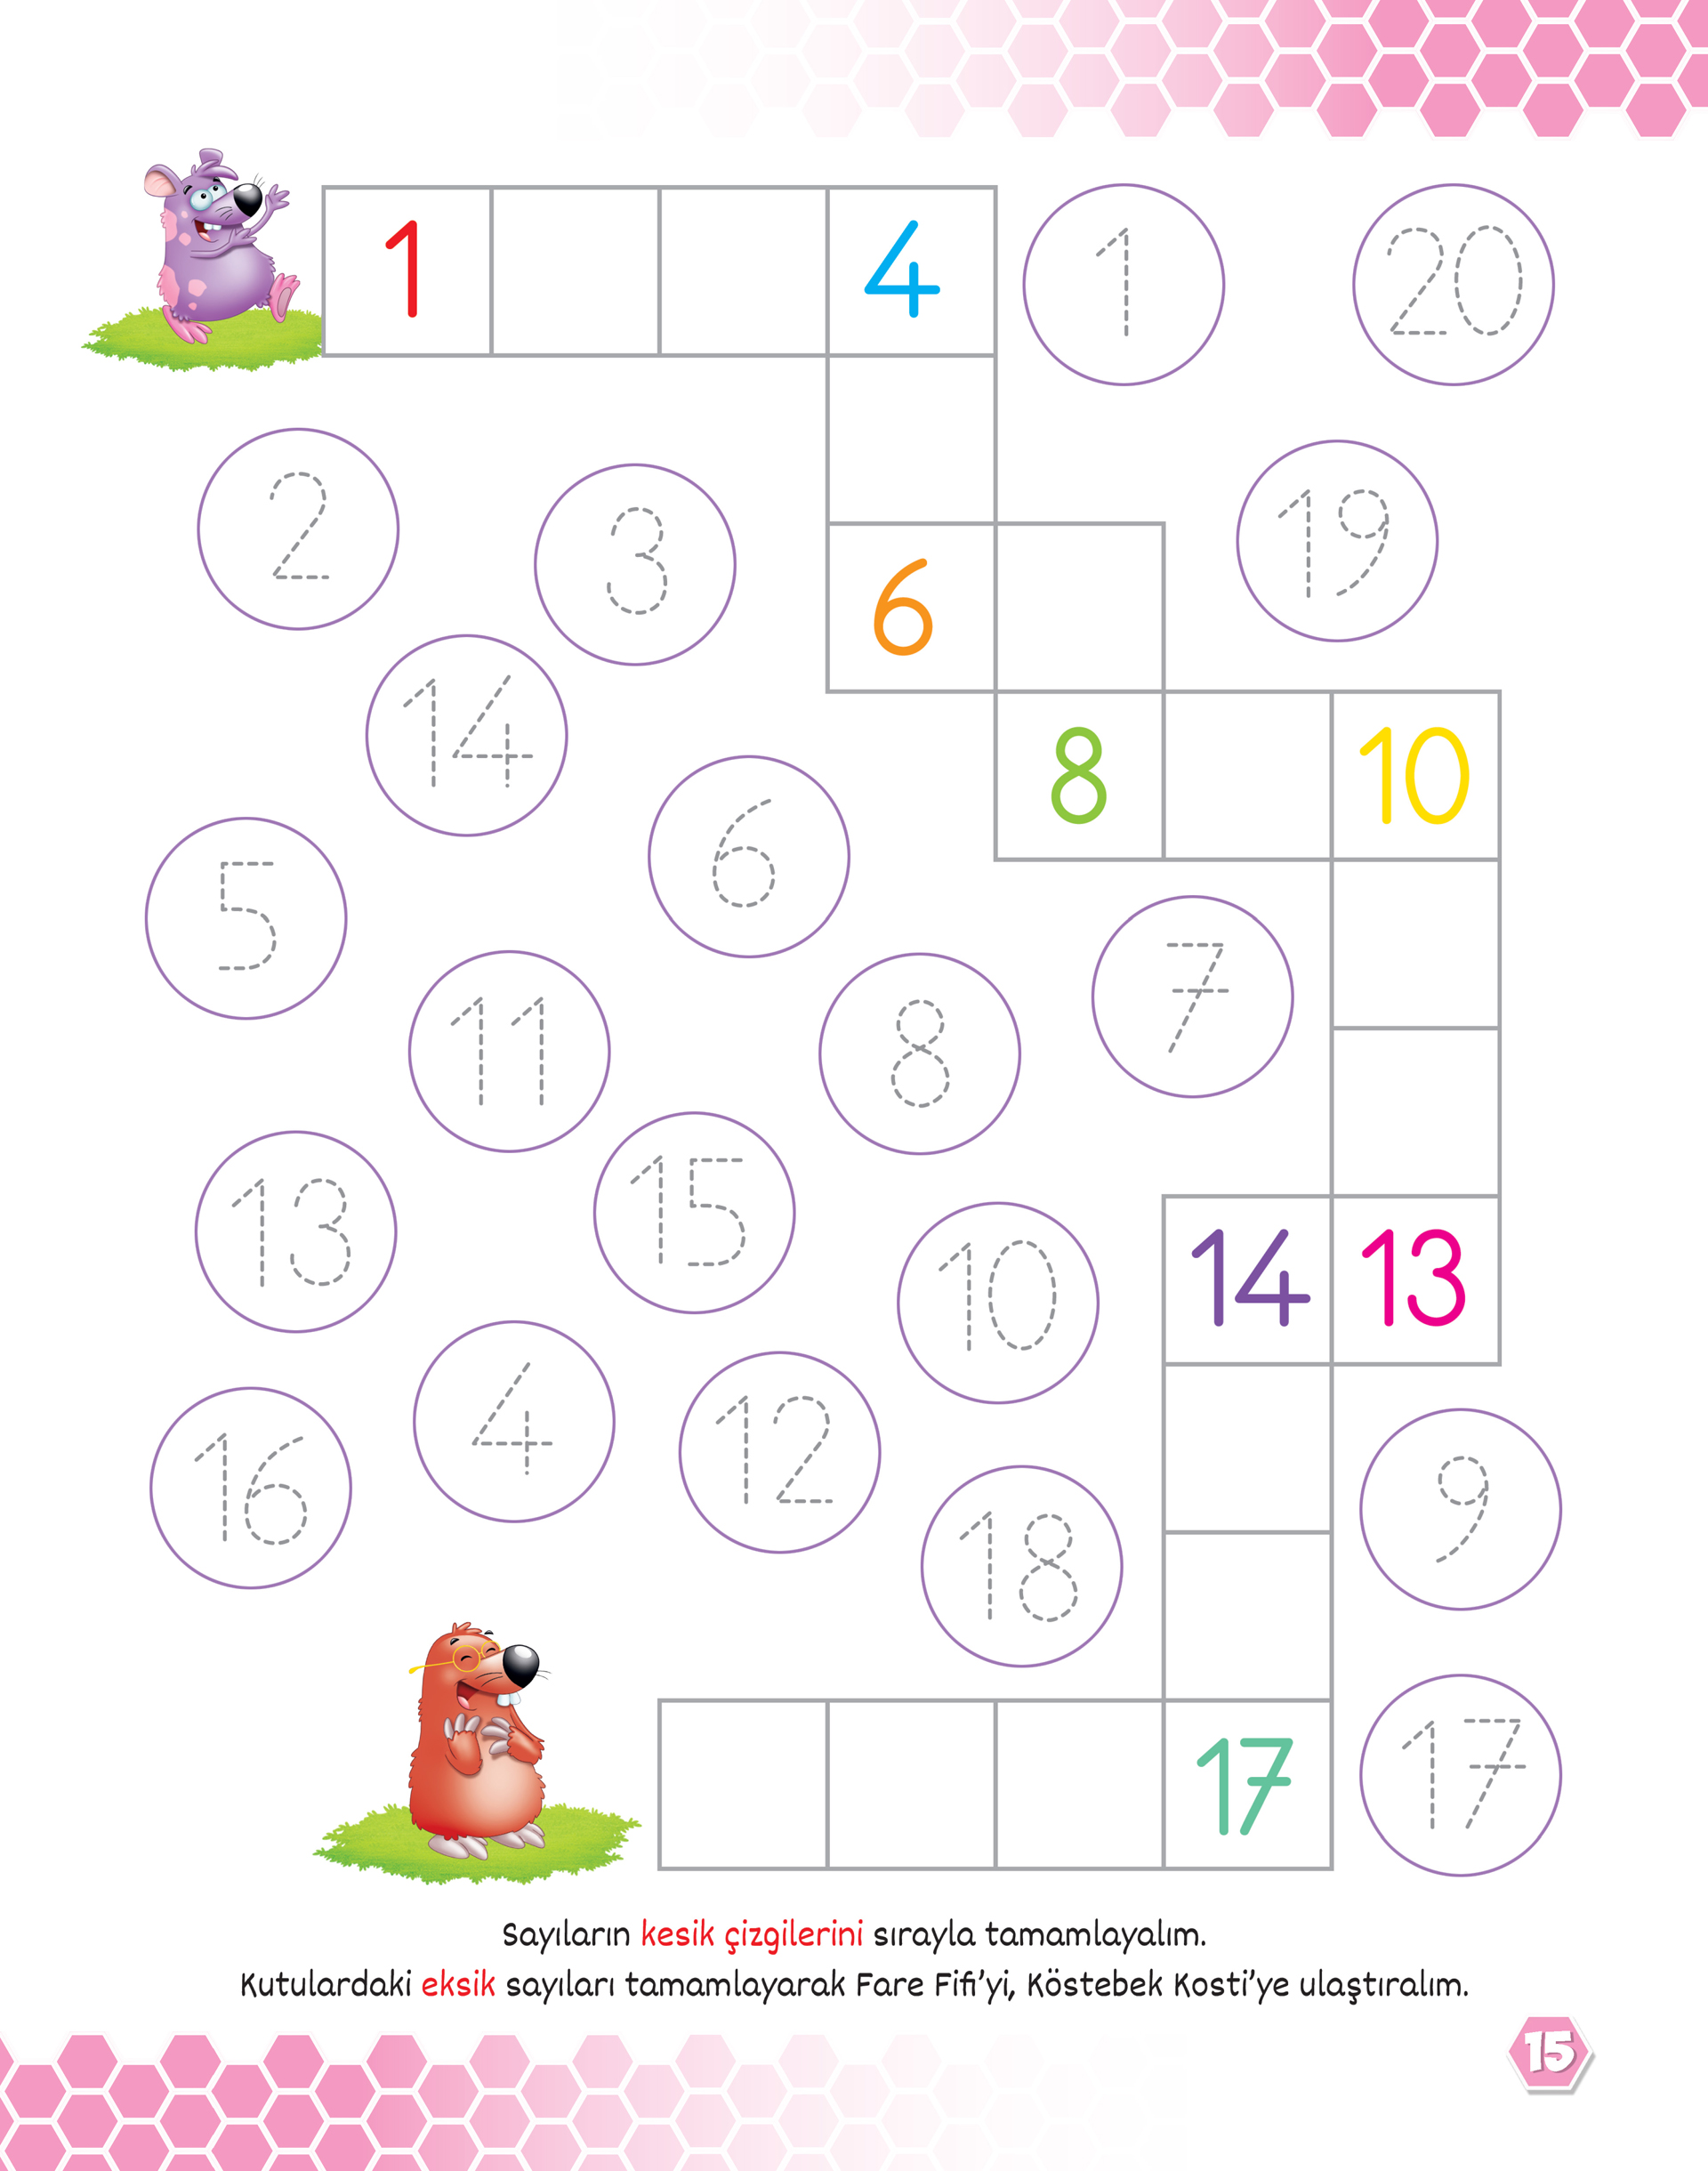 1 4 1 20
2 3 19
6
14 8 10
6
5 7
11 8
13 15 14 13
10
4 12
16 9
18
17 17
Sayıların kesik çizgilerini sırayla tamamlayalım.
Kutulardaki eksik sayıları tamamlayarak Fare Fifi'yi, Köstebek Kosti'ye ulaştıralım.
15